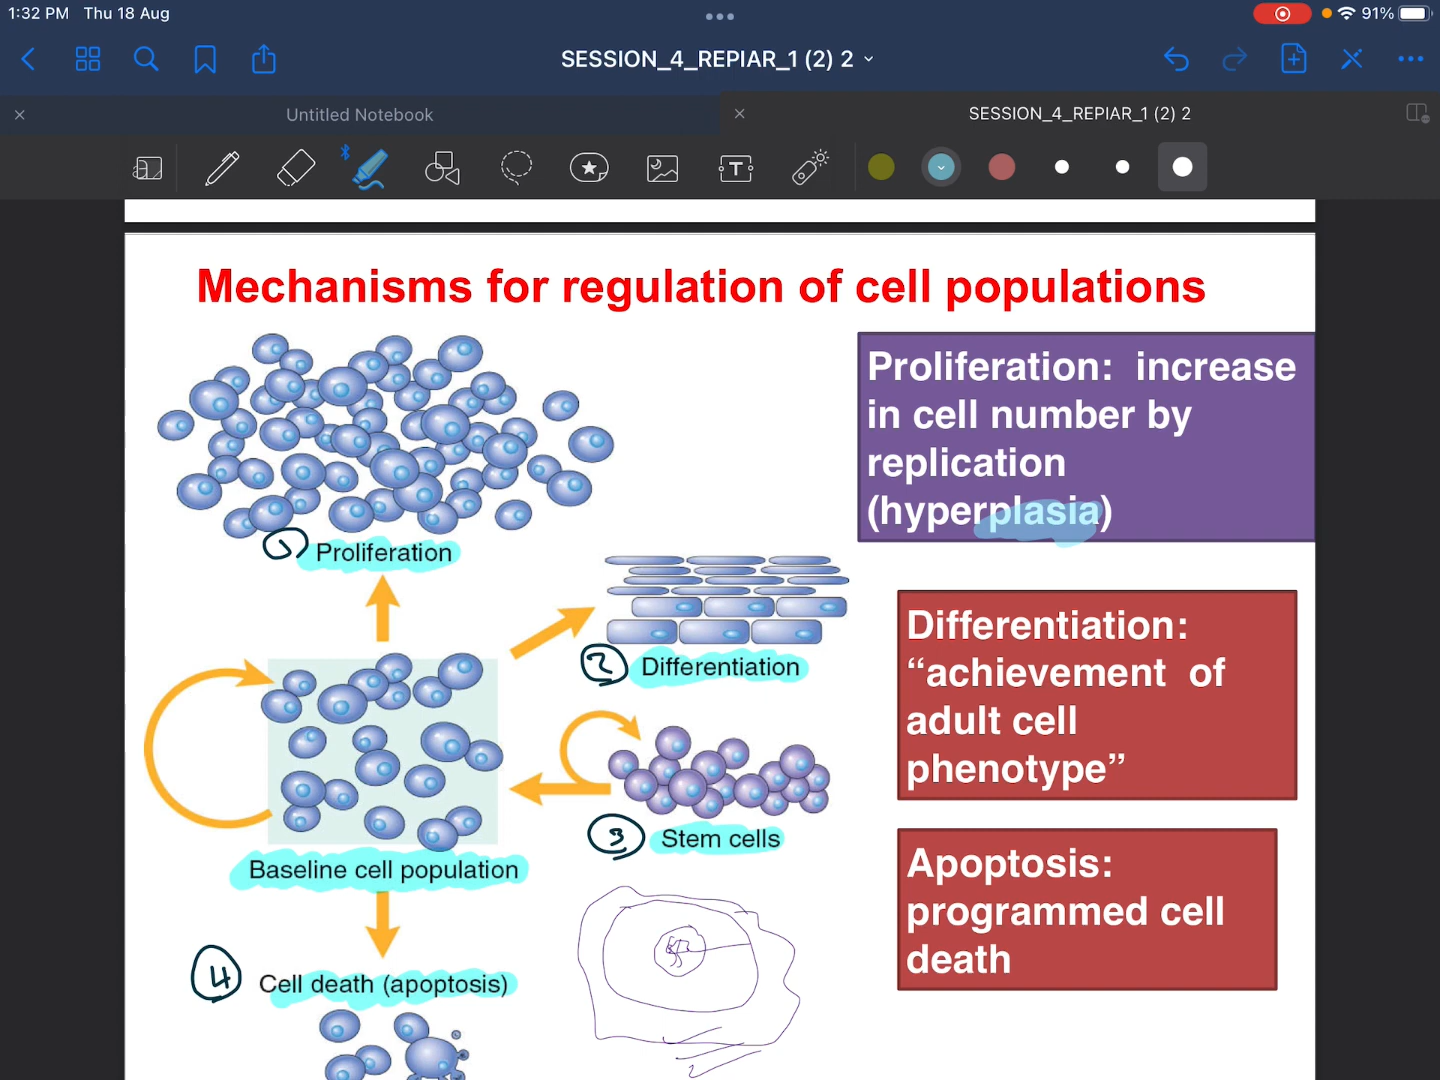 1:32 PM Thu 18 Aug
91%
SESSION_4_REPIAR_1 (2) 2
Untitled Notebook
SESSION_4_REPIAR_1 (2) 2
Mechanisms for regulation of cell populations
Proliferation: increase
in cell number by
replication
(hyperplasia)
1 Proliferation
2 Differentiation
Differentiation:
“achievement of
adult cell
phenotype”
3 Stem cells
Baseline cell population
Apoptosis:
programmed cell
death
4 Cell death (apoptosis)